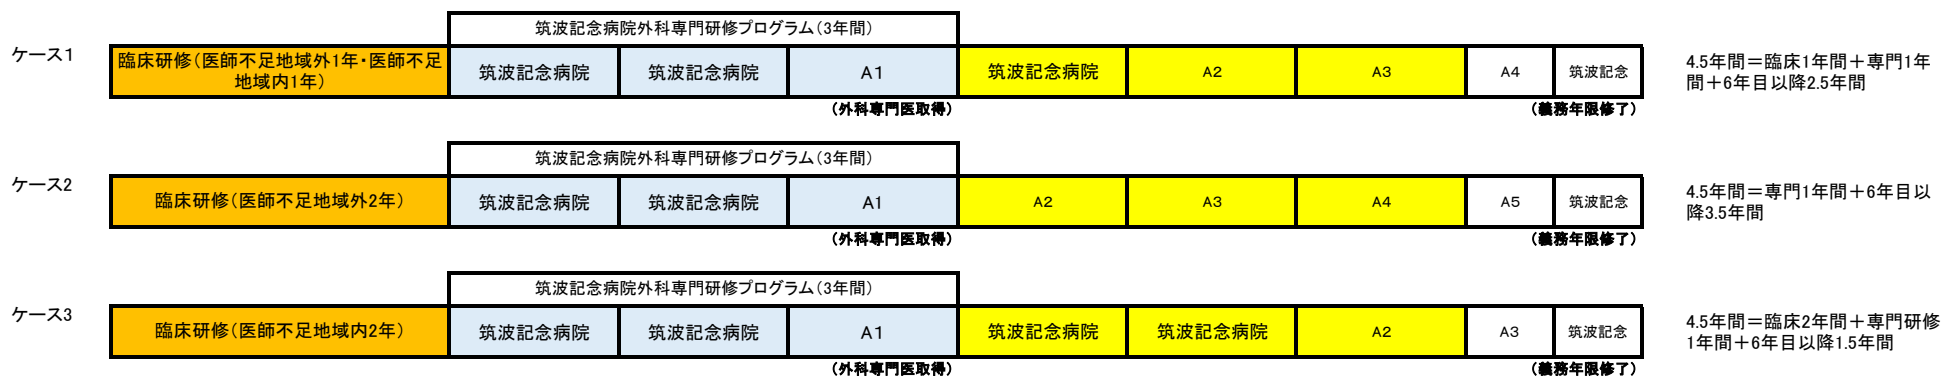 筑波記念病院外科専門研修プログラム（3年間）
ケース1
臨床研修（医師不足地域外1年・医師不足
地域内1年）
筑波記念病院
筑波記念病院
A1
筑波記念病院
A2
A3
A4
筑波記念
4.5年間＝臨床1年間＋専門1年
間＋6年目以降2.5年間
（外科専門医取得）
（義務年限修了）
筑波記念病院外科専門研修プログラム（3年間）
ケース2
臨床研修（医師不足地域外2年）
筑波記念病院
筑波記念病院
A1
A2
A3
A4
A5
筑波記念
4.5年間＝専門1年間＋6年目以
降3.5年間
（外科専門医取得）
（義務年限修了）
筑波記念病院外科専門研修プログラム（3年間）
ケース3
臨床研修（医師不足地域内2年）
筑波記念病院
筑波記念病院
A1
筑波記念病院
筑波記念病院
A2
A3
筑波記念
4.5年間＝臨床2年間＋専門研修
1年間＋6年目以降1.5年間
（外科専門医取得）
（義務年限修了）